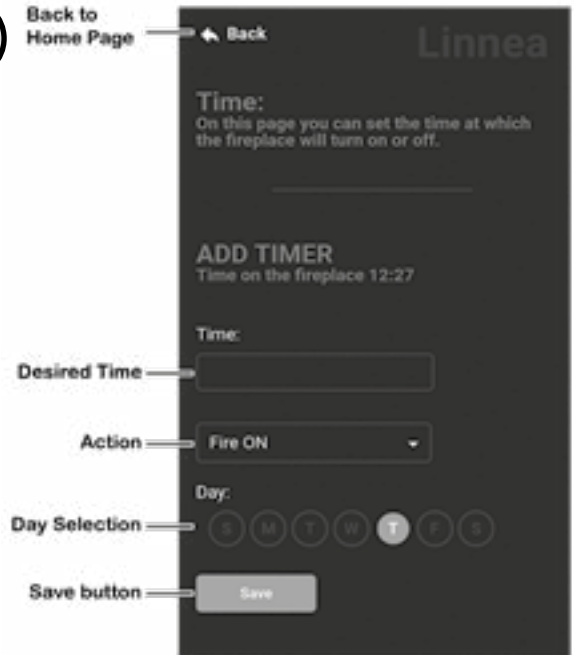 Back to
Home Page
)
Back
Linnea
Time:
On this page you can set the time at which
the fireplace will turn on or off.
ADD TIMER
Time on the fireplace 12:27
Time:
Desired Time
Action
Fire ON
Day:
Day Selection
S M T W T F S
Save button
Save